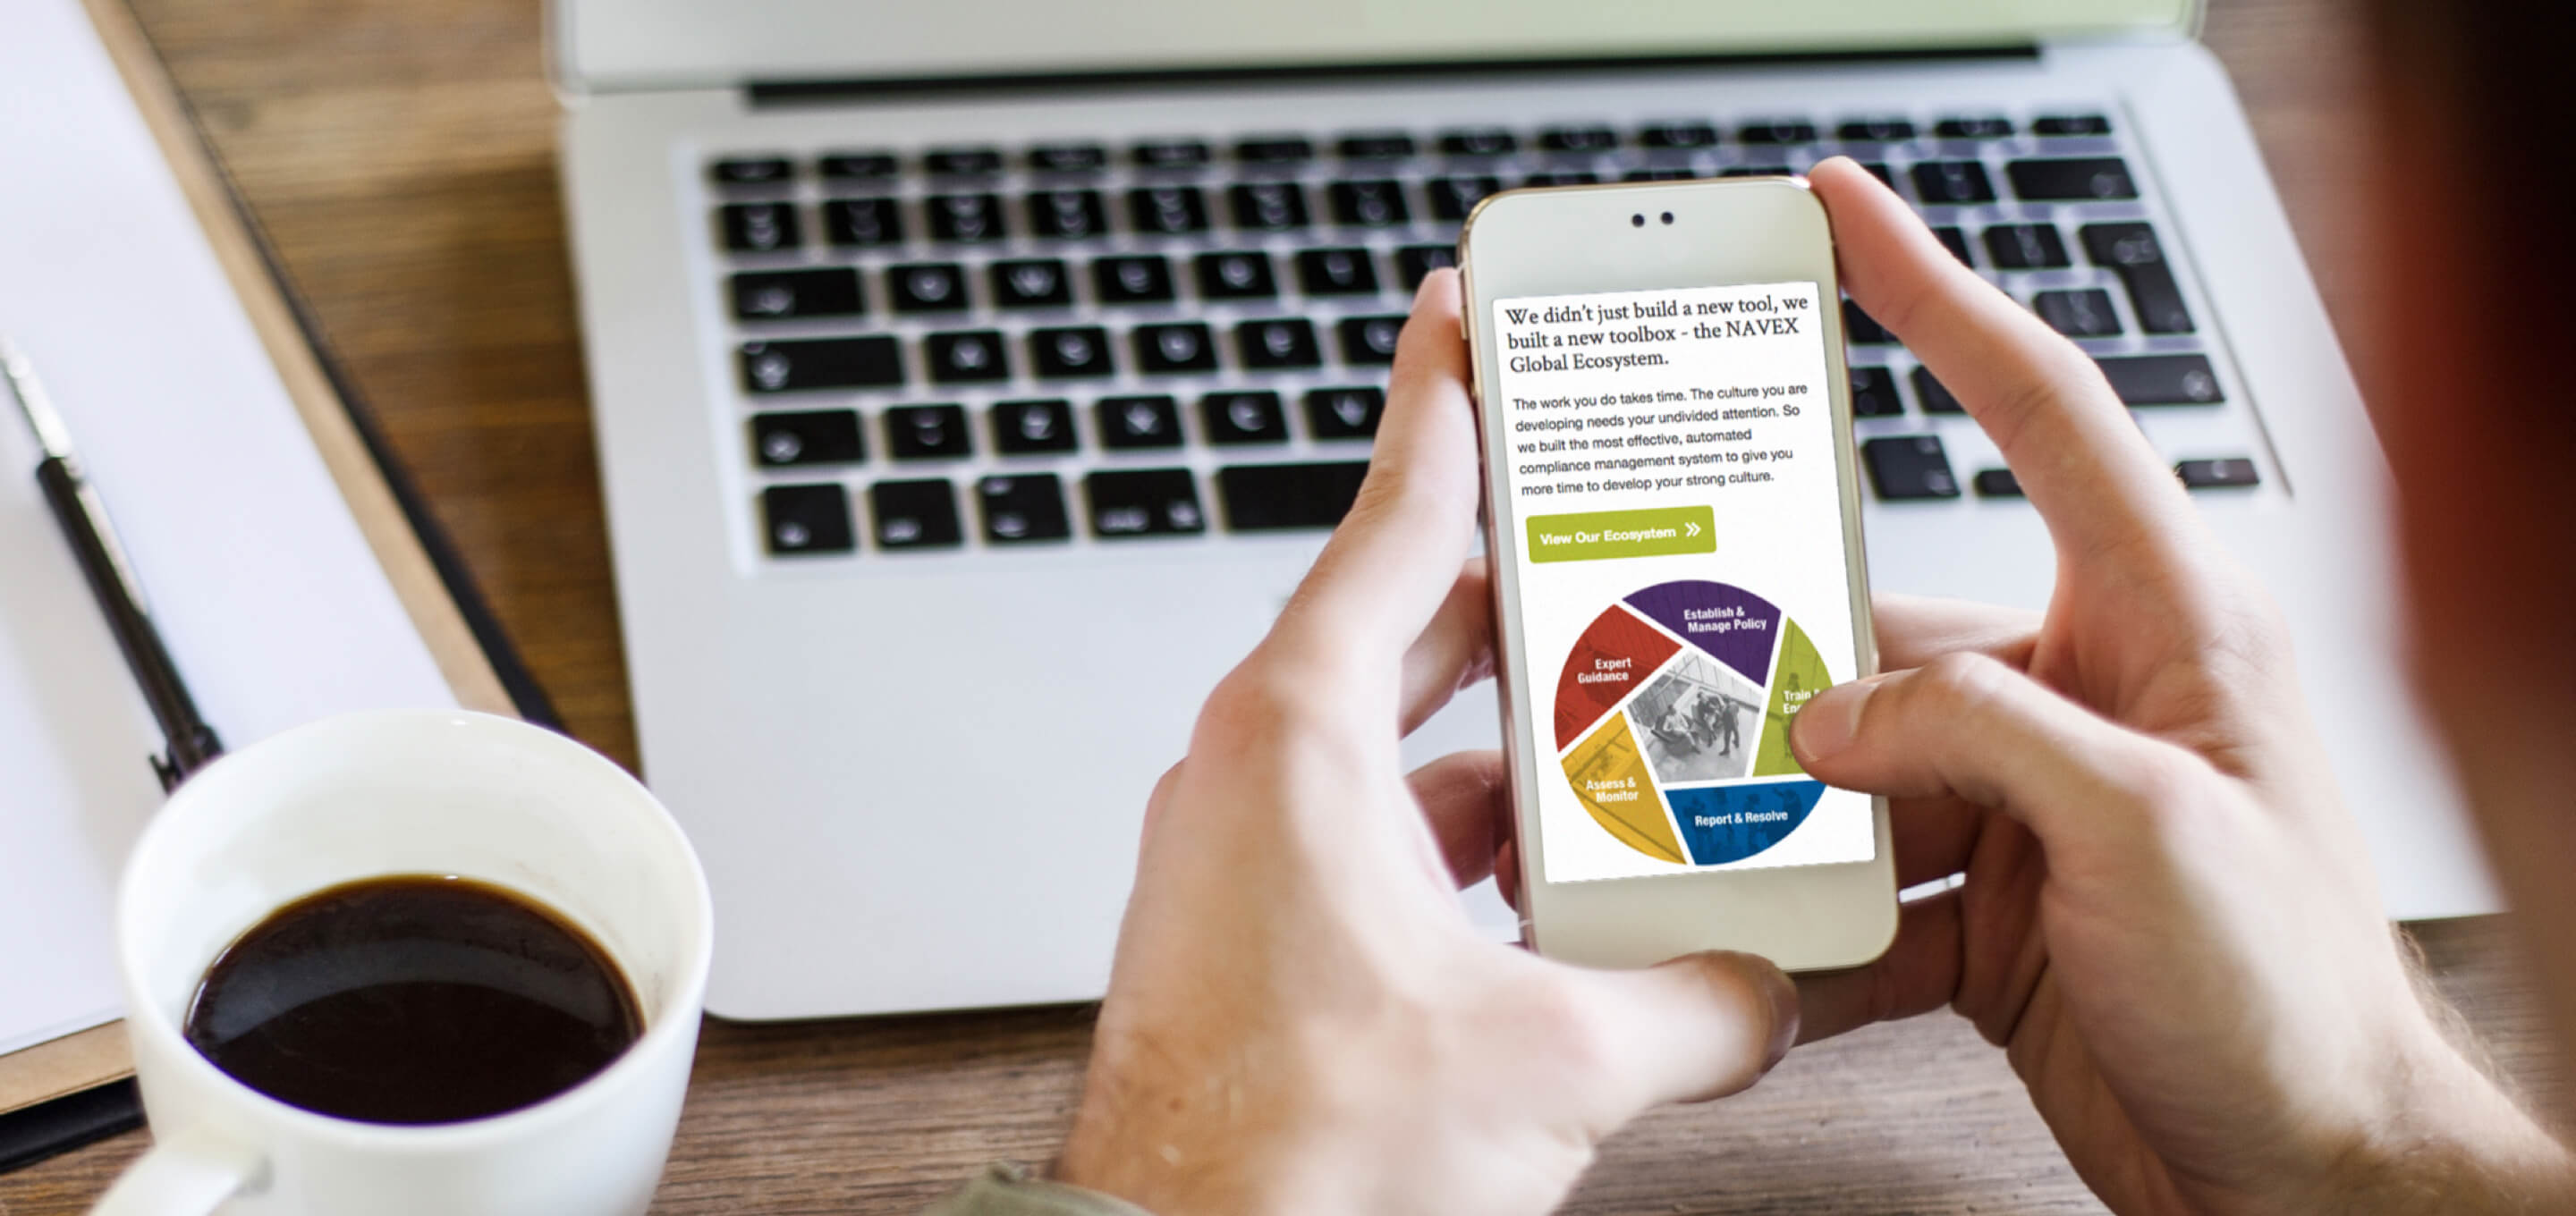 We didn't just build a new tool, we
built a new toolbox - the NAVEX
Global Ecosystem.
The work you do takes time. The culture you are
developing needs your undivided attention. So
we built the most effective, automated
compliance management system to give you
more time to develop your strong culture.
View Our Ecosystem
Establish &
Manage Policy
Expert
Guidance
Train
Assess &
Monitor
Report & Resolve